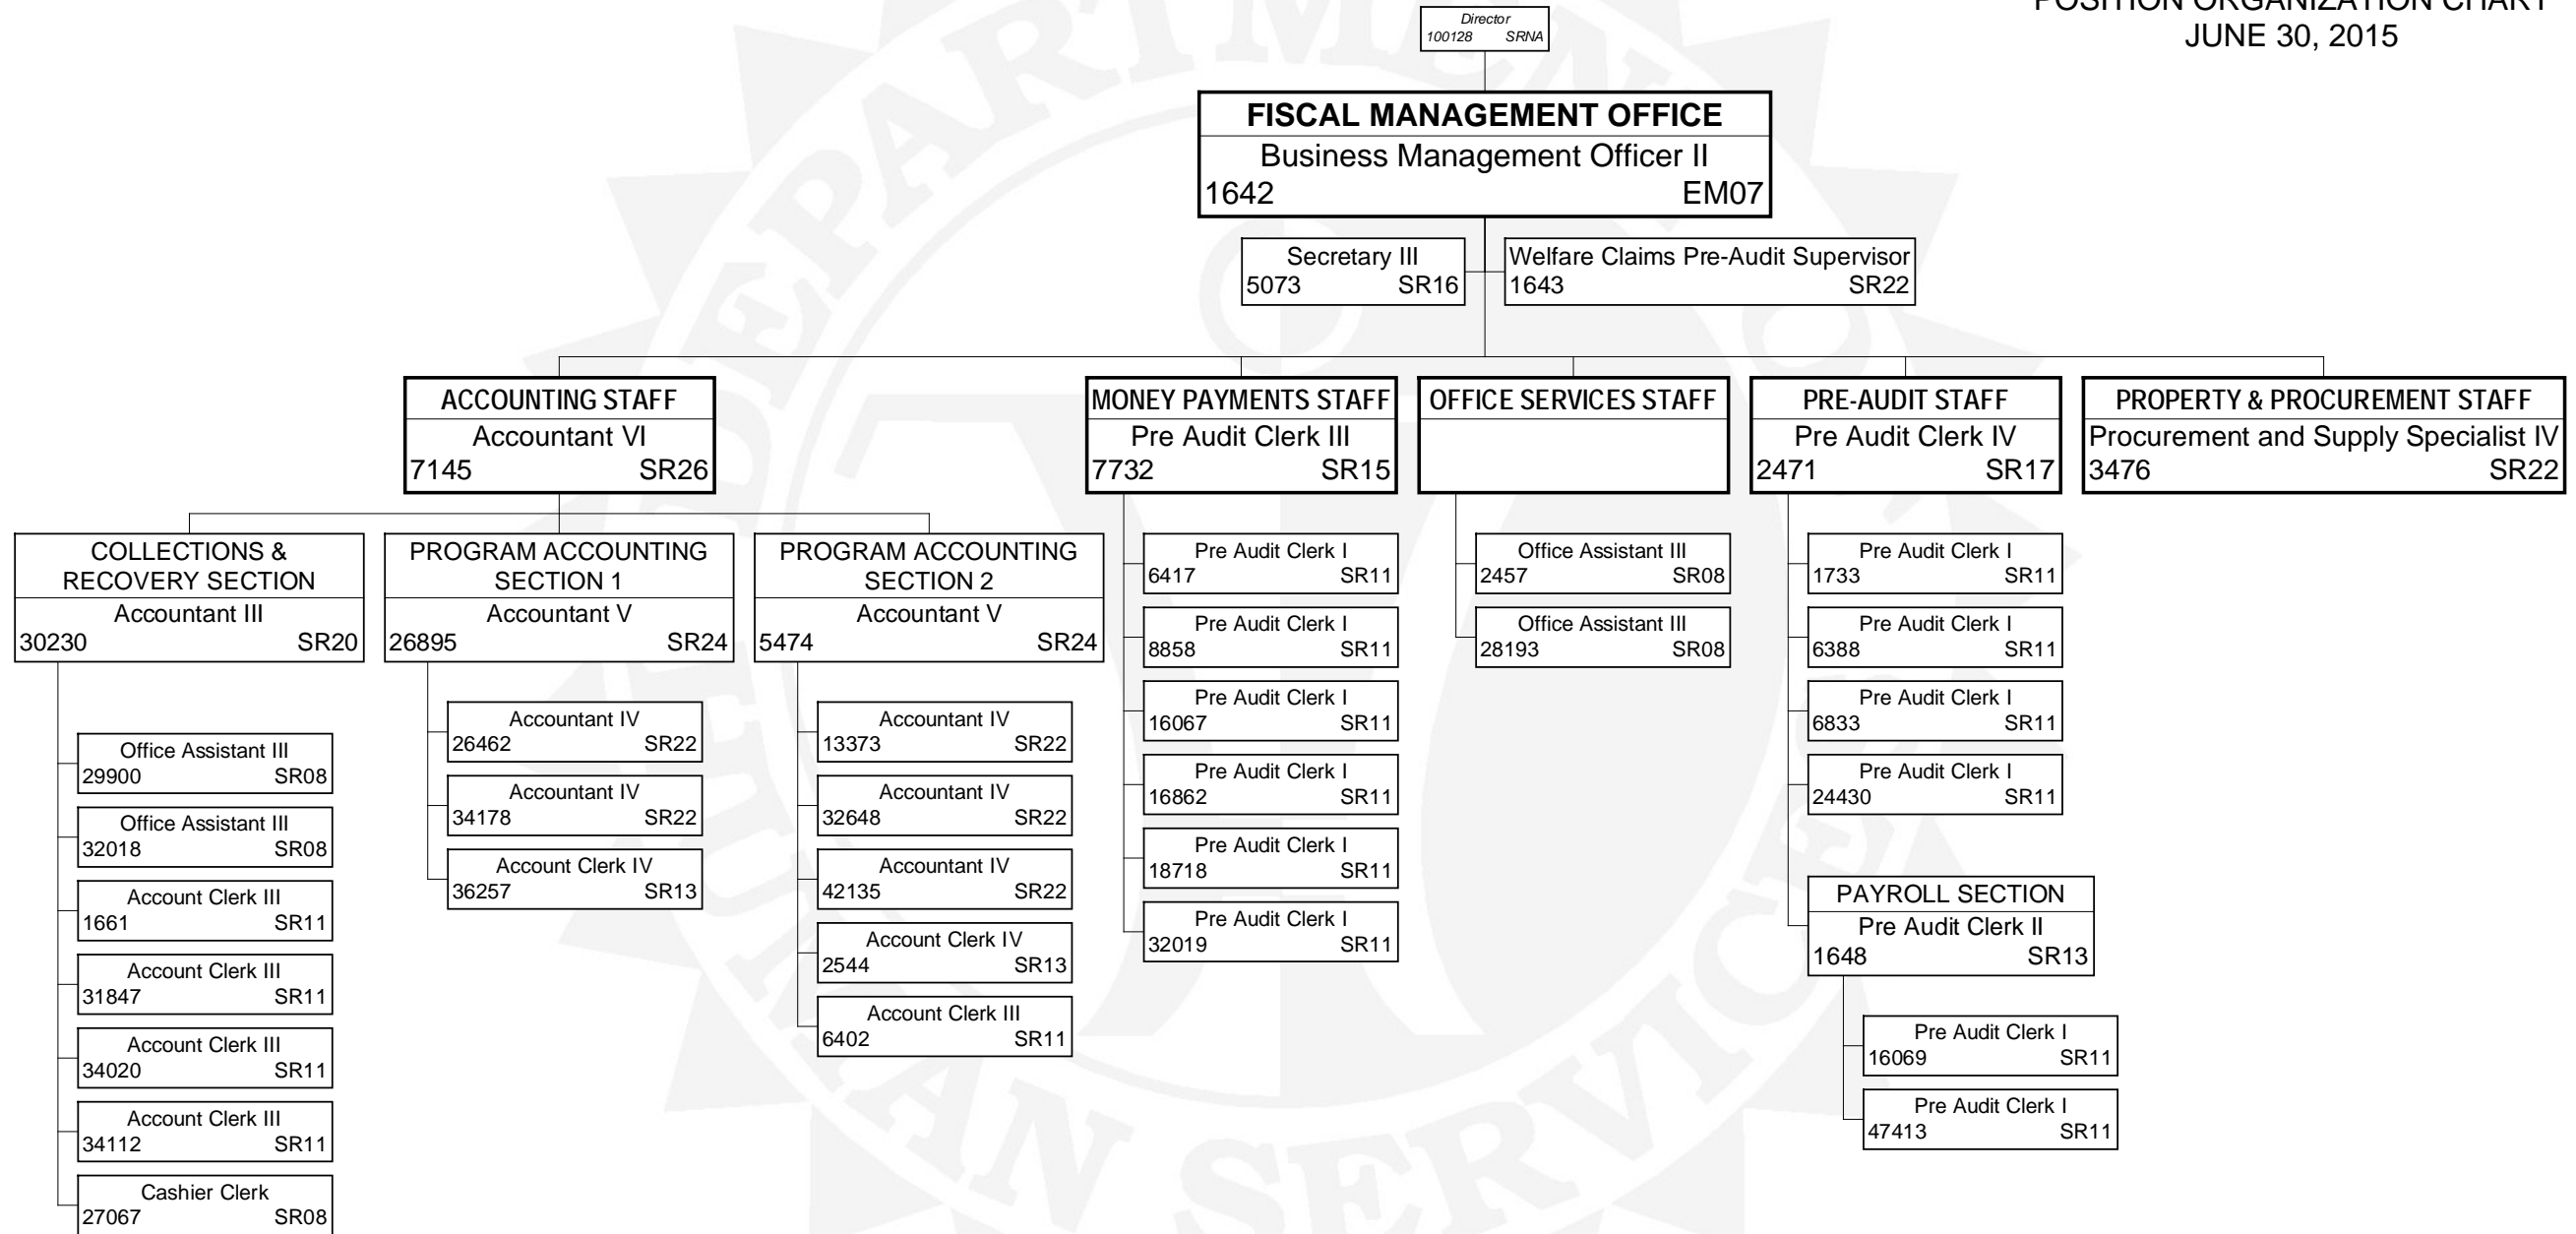 POSITION ORGANIZATION CHART
JUNE 30, 2015
Director
100128 SRNA
FISCAL MANAGEMENT OFFICE
Business Management Officer II
1642 EM07
Secretary III
5073 SR16
Welfare Claims Pre-Audit Supervisor
1643 SR22
ACCOUNTING STAFF
Accountant VI
7145 SR26
MONEY PAYMENTS STAFF
Pre Audit Clerk III
7732 SR15
OFFICE SERVICES STAFF
PRE-AUDIT STAFF
Pre Audit Clerk IV
2471 SR17
PROPERTY & PROCUREMENT STAFF
Procurement and Supply Specialist IV
3476 SR22
COLLECTIONS &
RECOVERY SECTION
Accountant III
30230 SR20
Office Assistant III
29900 SR08
Office Assistant III
32018 SR08
Account Clerk III
1661 SR11
Account Clerk III
31847 SR11
Account Clerk III
34020 SR11
Account Clerk III
34112 SR11
Cashier Clerk
27067 SR08
PROGRAM ACCOUNTING
SECTION 1
Accountant V
26895 SR24
Accountant IV
26462 SR22
Accountant IV
34178 SR22
Account Clerk IV
36257 SR13
PROGRAM ACCOUNTING
SECTION 2
Accountant V
5474 SR24
Accountant IV
13373 SR22
Accountant IV
32648 SR22
Accountant IV
42135 SR22
Account Clerk IV
2544 SR13
Account Clerk III
6402 SR11
Pre Audit Clerk I
6417 SR11
Pre Audit Clerk I
8858 SR11
Pre Audit Clerk I
16067 SR11
Pre Audit Clerk I
16862 SR11
Pre Audit Clerk I
18718 SR11
Pre Audit Clerk I
32019 SR11
Office Assistant III
2457 SR08
Office Assistant III
28193 SR08
Pre Audit Clerk I
1733 SR11
Pre Audit Clerk I
6388 SR11
Pre Audit Clerk I
6833 SR11
Pre Audit Clerk I
24430 SR11
PAYROLL SECTION
Pre Audit Clerk II
1648 SR13
Pre Audit Clerk I
16069 SR11
Pre Audit Clerk I
47413 SR11
DEPARTMENT OF
HUMAN SERVICES